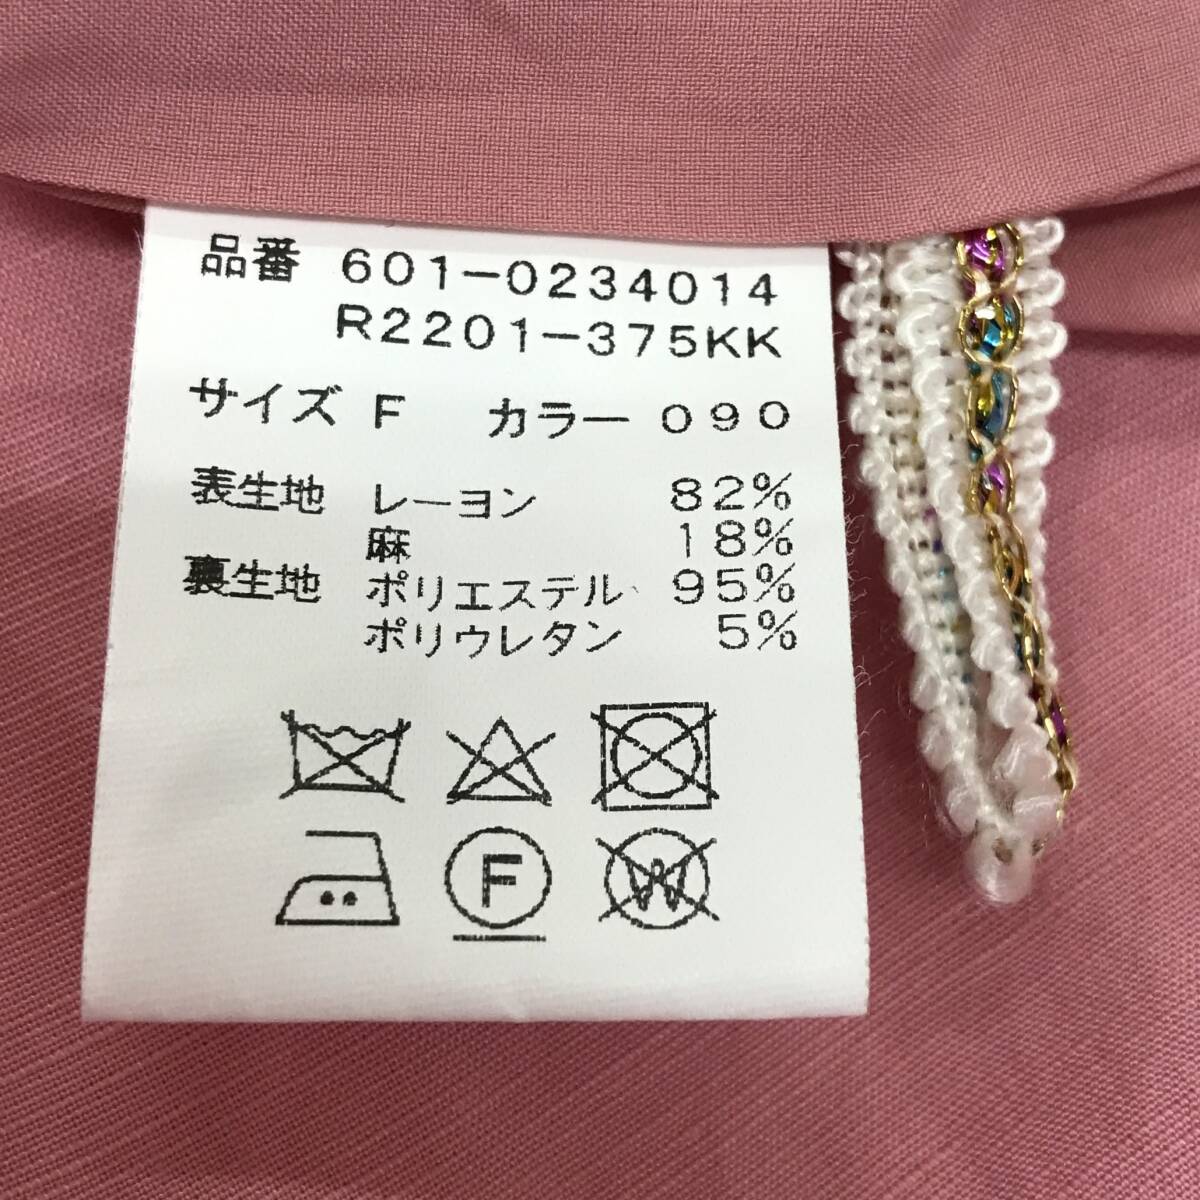 品番 601-0234014
R2201-375KK
サイズ F カラー 090
表生地 レーヨン 82%
麻 18%
裏生地 ポリエステル 95%
ポリウレタン 5%
F W